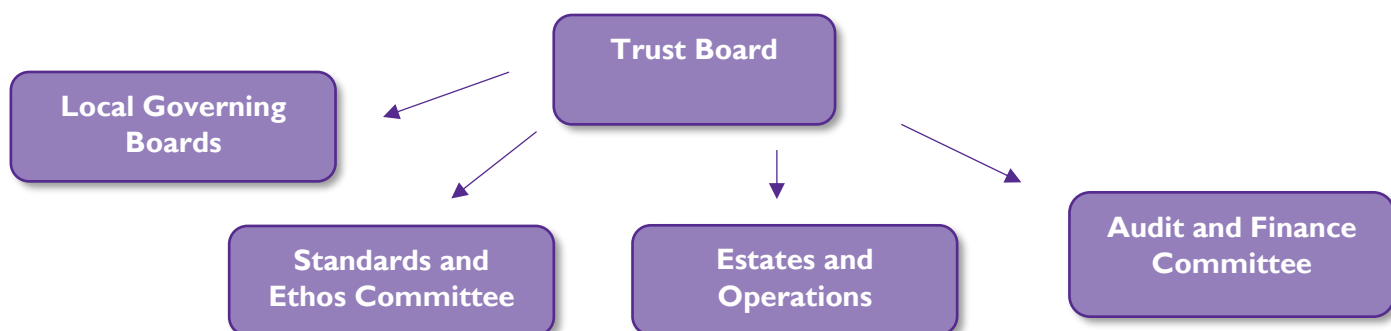 Trust Board
Local Governing
Boards
Standards and
Ethos Committee
Estates and
Operations
Audit and Finance
Committee